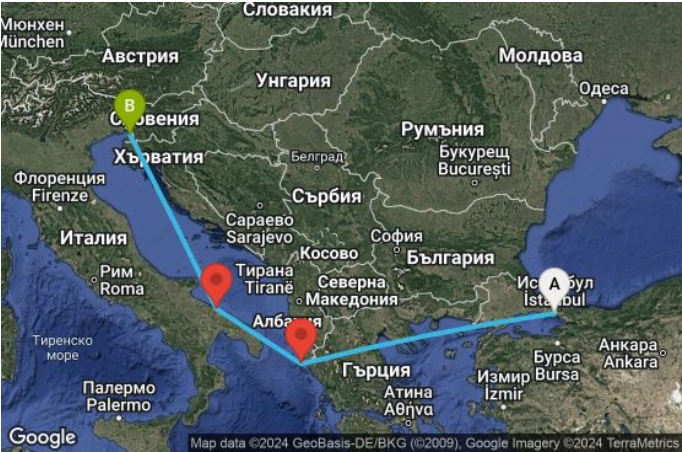 Словакия
Мюнхен
München
Австрия
Молдова
Унгария
Одеса
B
Словения
Румъния
Хърватия
Белград
Букурещ
București
Флоренция
Firenze
Сърбия
Сараево
Sarajevo
Италия
София
Косово
България
Рим
Roma
Тирана
Tiranë
Северна
Македония
A
Истанбул
İstanbul
Албания
Тиренско
море
Гърция
Бурса
Bursa
Анкара
Ankara
Измир
İzmir
Палермо
Palermo
Атина
Αθήνα
Google
Map data ©2024 GeoBasis-DE/BKG (©2009), Google Imagery ©2024 TerraMetrics